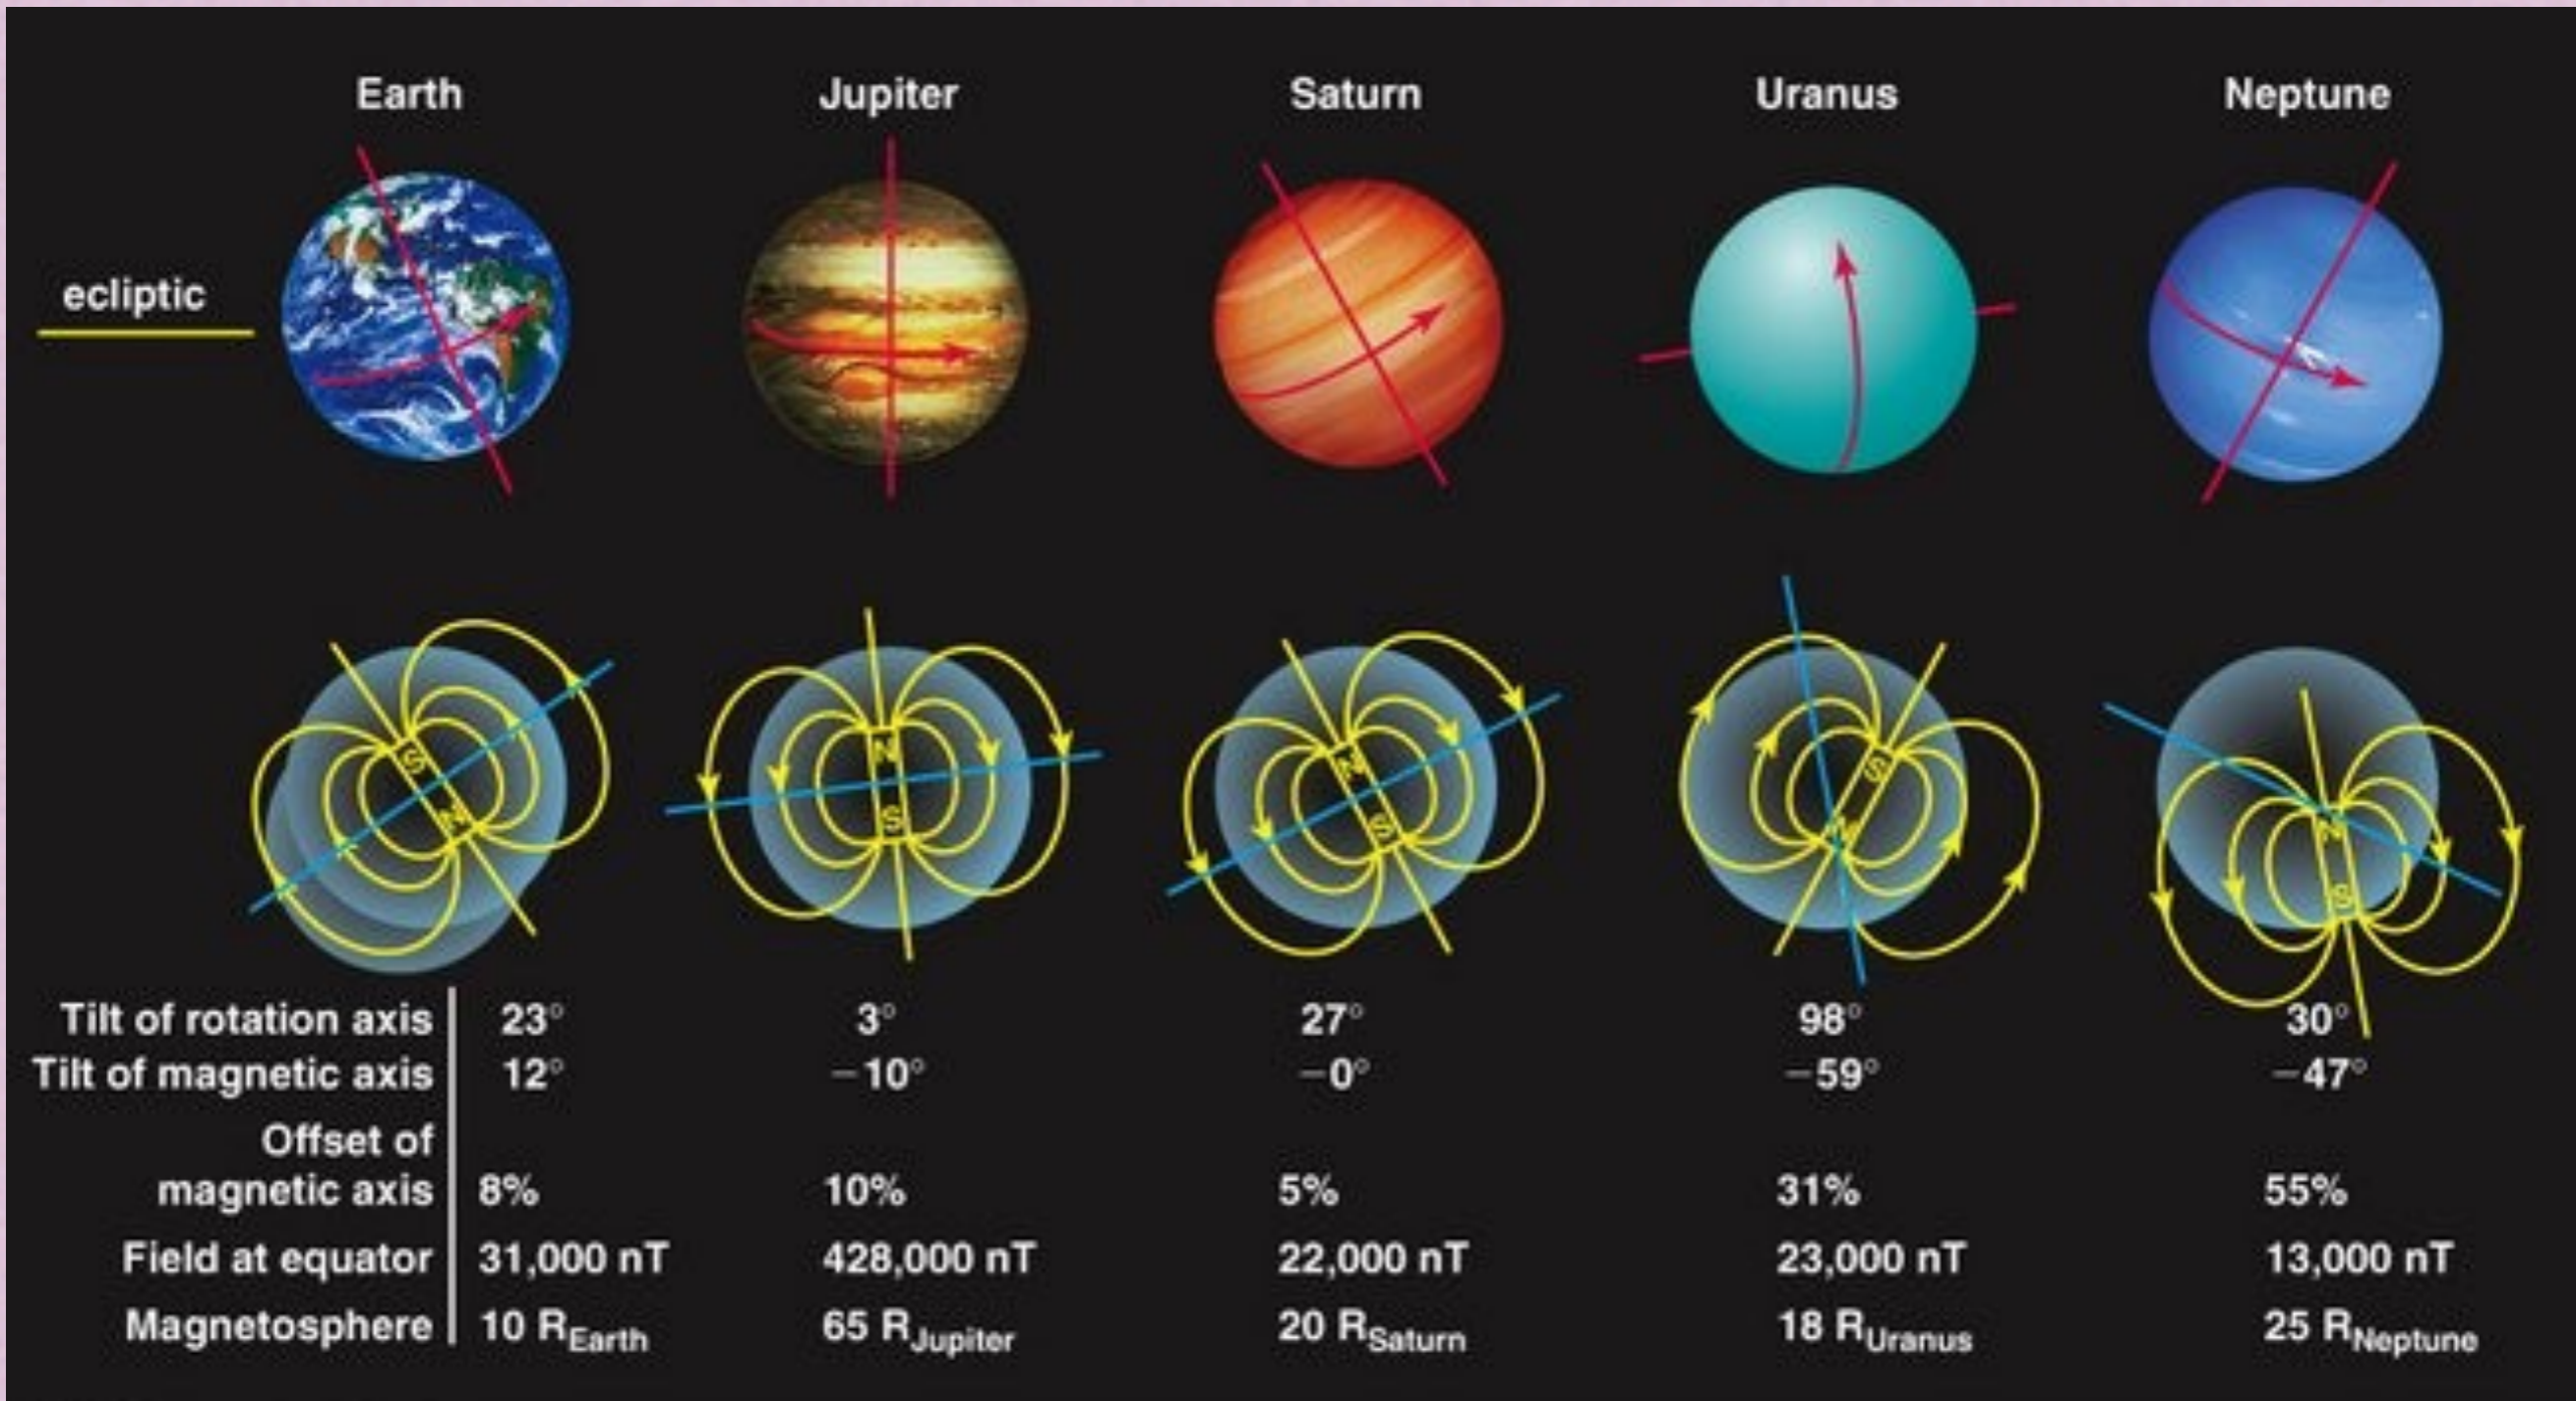 Earth Jupiter Saturn Uranus Neptune
ecliptic
S N S N S
N S N S N
Tilt of rotation axis 23° 3° 27° 98° 30°
Tilt of magnetic axis 12° −10° −0° −59° −47°
Offset of
magnetic axis 8% 10% 5% 31% 55%
Field at equator 31,000 nT 428,000 nT 22,000 nT 23,000 nT 13,000 nT
Magnetosphere 10 REarth 65 RJupiter 20 RSaturn 18 RUranus 25 RNeptune